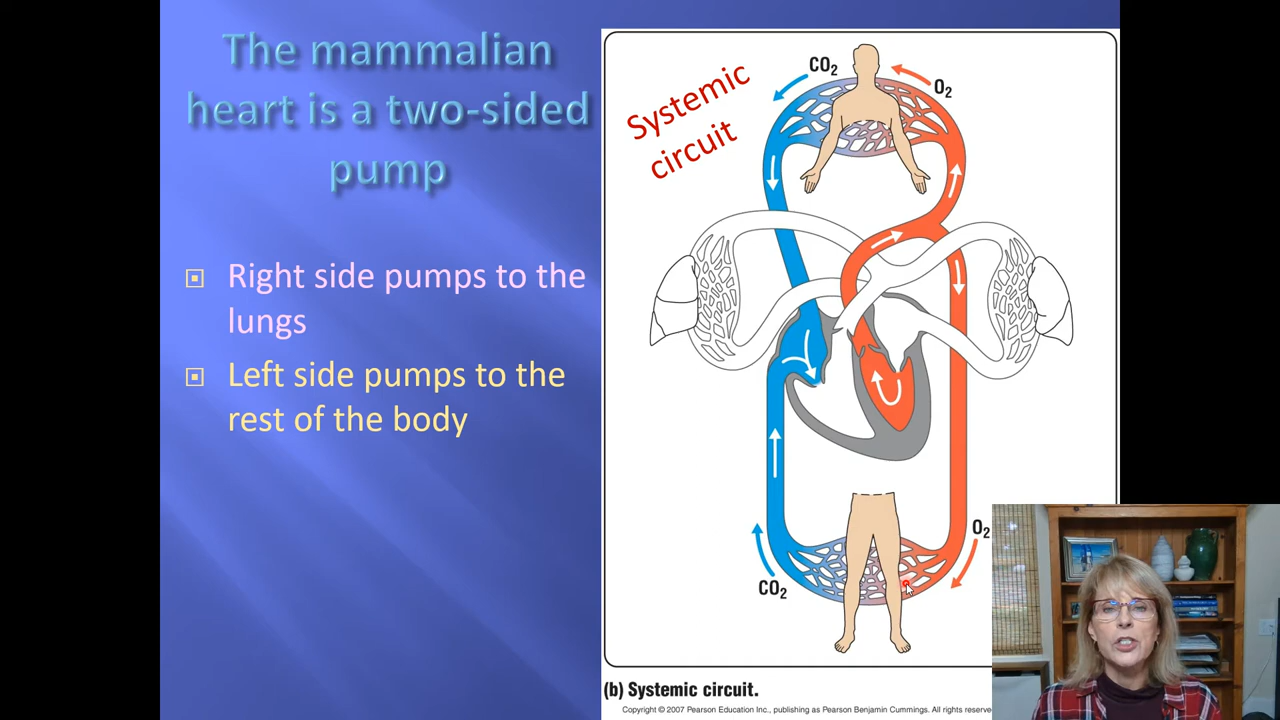 The mammalian
heart is a two-sided
pump
Right side pumps to the
lungs
Left side pumps to the
rest of the body
Systemic
circuit
CO2
O2
O2
CO2
(b) Systemic circuit.
Copyright © 2007 Pearson Education Inc., publishing as Pearson Benjamin Cummings. All rights